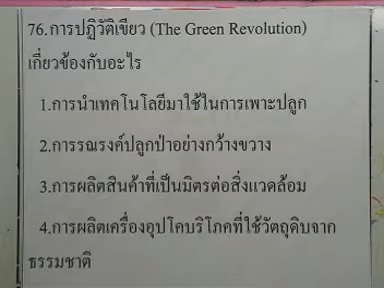 76.การปฏิวัติเขียว (The Green Revolution)
เกี่ยวข้องกับอะไร
1.การนำเทคโนโลยีมาใช้ในการเพาะปลูก
2.การรณรงค์ปลูกป่าอย่างกว้างขวาง
3.การผลิตสินค้าที่เป็นมิตรต่อสิ่งแวดล้อม
4.การผลิตเครื่องอุปโคบริโภคที่ใช้วัตถุดิบจาก
ธรรมชาติ